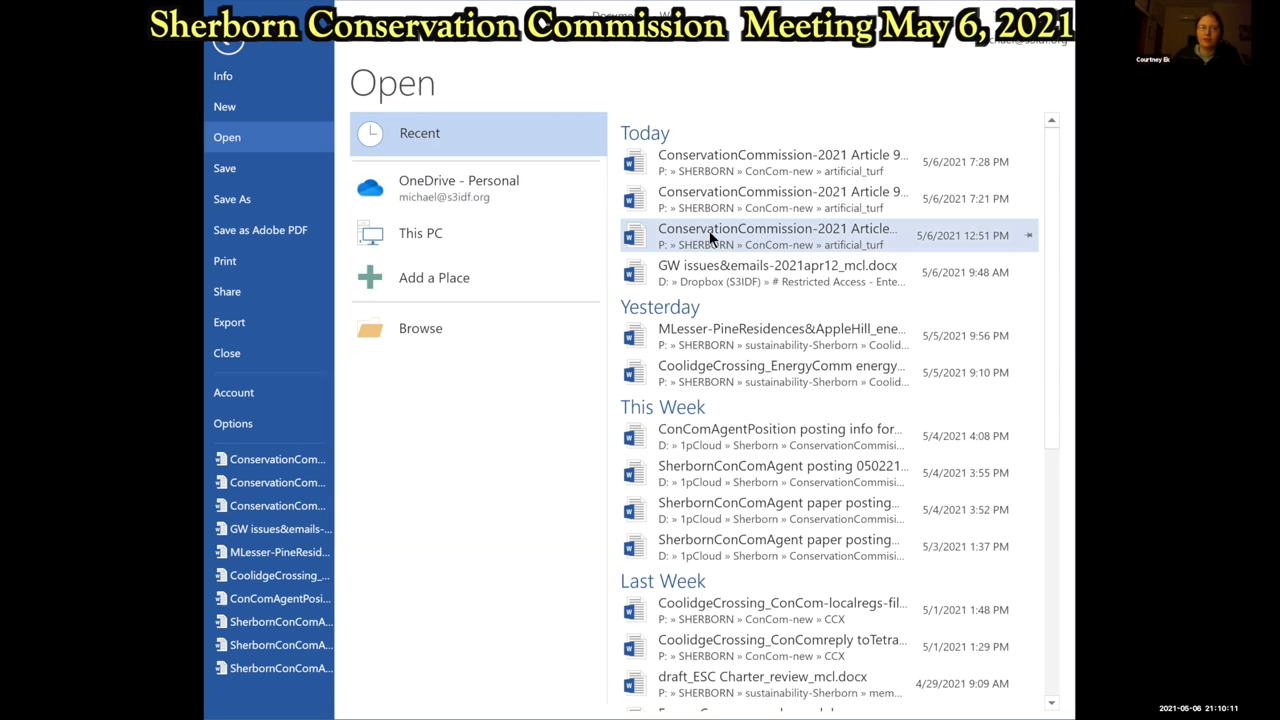 Sherborn Conservation Commission Meeting May 6, 2021
Courtney Ek
Info
New
Open
Save
Save As
Save as Adobe PDF
Print
Share
Export
Close
Account
Options
ConservationCom...
ConservationCom...
ConservationCom...
GW issues&emails-...
MLesser-PineResid...
CoolidgeCrossing_...
ConComAgentPosi...
SherbornConComA...
SherbornConComA...
SherbornConComA...
Open
Recent
OneDrive - Personal
michael@s3idf.org
This PC
Add a Place
Browse
Today
ConservationCommission-2021 Article 9... 5/6/2021 7:28 PM
P: » SHERBORN » ConCom-new » artificial_turf
ConservationCommission-2021 Article 9... 5/6/2021 7:21 PM
P: » SHERBORN » ConCom-new » artificial_turf
ConservationCommission-2021 Article... 5/6/2021 12:51 PM
P: » SHERBORN » ConCom-new » artificial_turf
GW issues&emails-2021apr12_mcl.docx 5/6/2021 9:48 AM
D: » Dropbox (S3IDF) » # Restricted Access - Ente...
Yesterday
MLesser-PineResidences&AppleHill_ene... 5/5/2021 9:56 PM
P: » SHERBORN » sustainability-Sherborn » Coolid...
CoolidgeCrossing_EnergyComm energy... 5/5/2021 9:10 PM
P: » SHERBORN » sustainability-Sherborn » Coolid...
This Week
ConComAgentPosition posting info for... 5/4/2021 4:08 PM
D: » 1pCloud » Sherborn » ConservationCommisi...
SherbornConComAgent posting 050221... 5/4/2021 3:55 PM
D: » 1pCloud » Sherborn » ConservationCommisi...
SherbornConComAgent paper posting... 5/4/2021 3:52 PM
D: » 1pCloud » Sherborn » ConservationCommisi...
SherbornConComAgent paper posting... 5/3/2021 1:37 PM
D: » 1pCloud » Sherborn » ConservationCommisi...
Last Week
CoolidgeCrossing_ConCom-localregs-fil... 5/1/2021 1:48 PM
P: » SHERBORN » ConCom-new » CCX
CoolidgeCrossing_ConComreply toTetra... 5/1/2021 1:29 PM
P: » SHERBORN » ConCom-new » CCX
draft_ESC Charter_review_mcl.docx 4/29/2021 9:09 AM
P: » SHERBORN » sustainability-Sherborn » mem...
2021-05-06 21:10:11